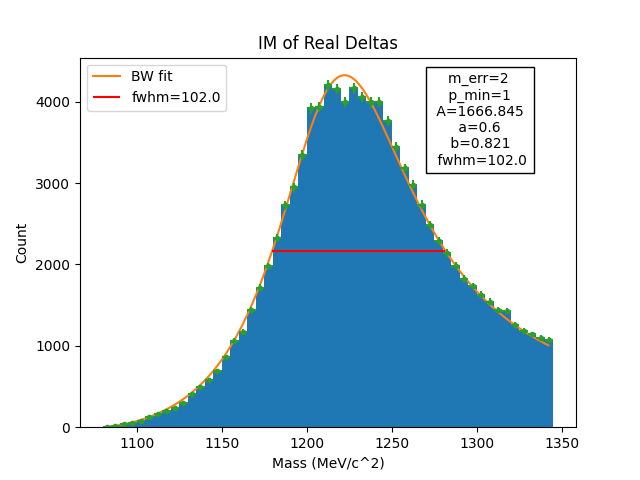 IM of Real Deltas
BW fit
fwhm=102.0
m_err=2
p_min=1
A=1666.845
a=0.6
b=0.821
fwhm=102.0
4000
3000
2000
1000
0
Count
1100 1150 1200 1250 1300 1350
Mass (MeV/c^2)